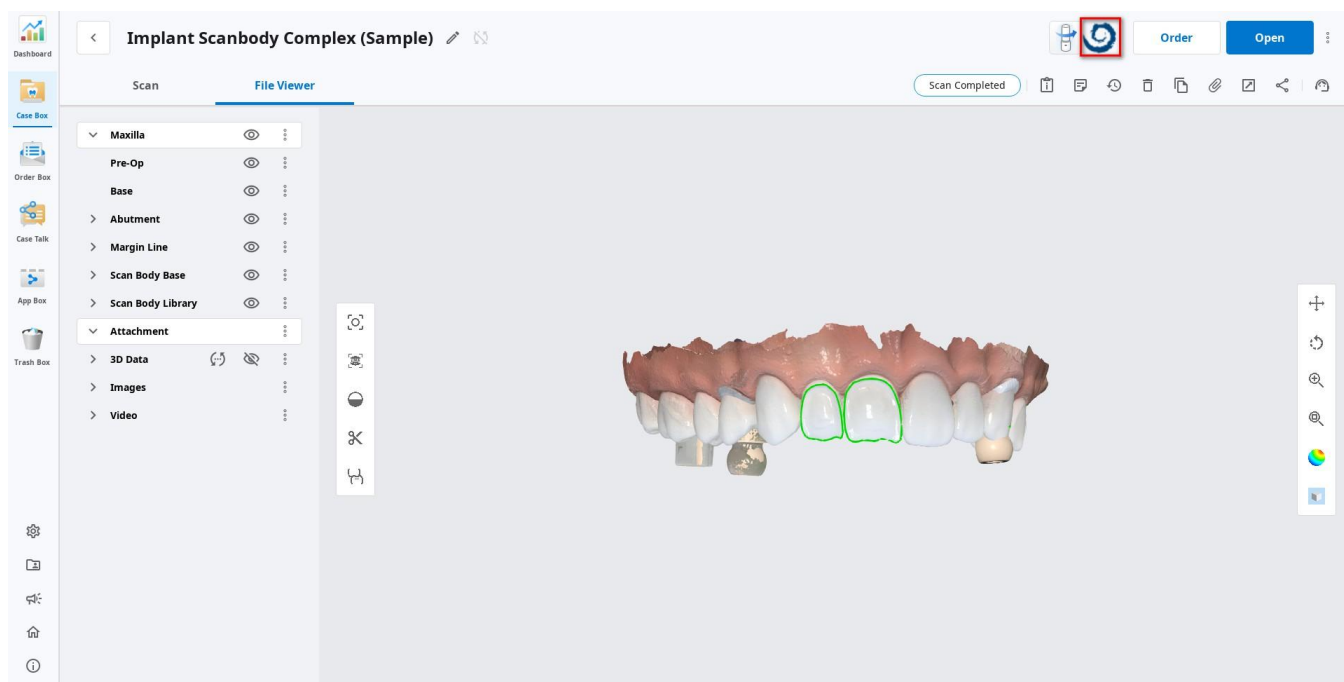 Dashboard
Case Box
Order Box
Case Talk
App Box
Trash Box
Implant Scanbody Complex (Sample)
Order
Open
Scan
File Viewer
Scan Completed
Maxilla
Pre-Op
Base
Abutment
Margin Line
Scan Body Base
Scan Body Library
Attachment
3D Data
Images
Video